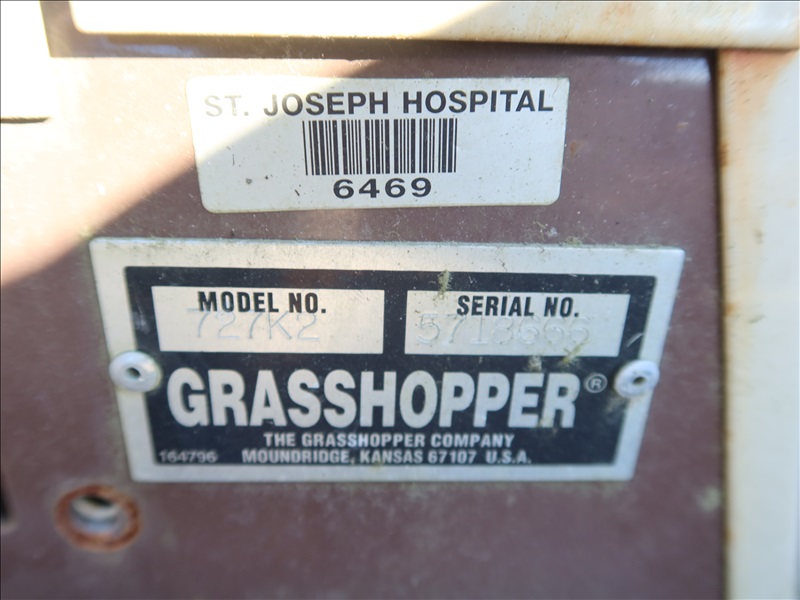 ST. JOSEPH HOSPITAL
6469
MODEL NO. SERIAL NO.
727K2
GRASSHOPPER®
THE GRASSHOPPER COMPANY
164796 MOUNDRIDGE, KANSAS 67107 U.S.A.